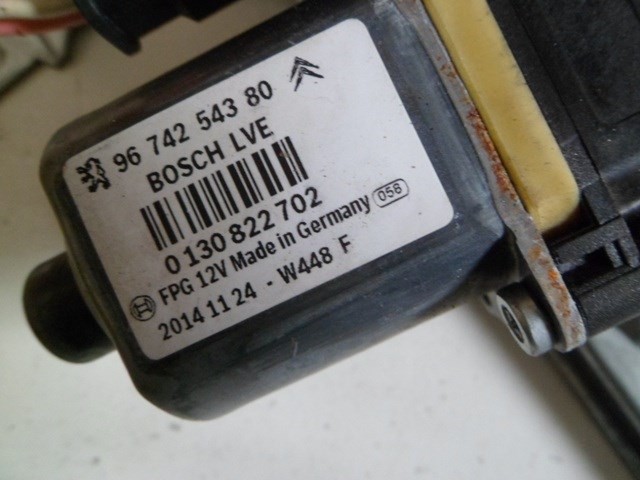 96 742 543 80
BOSCH LVE
0 130 822 702
FPG 12V Made in Germany 056
2014 11 24 - W448 F